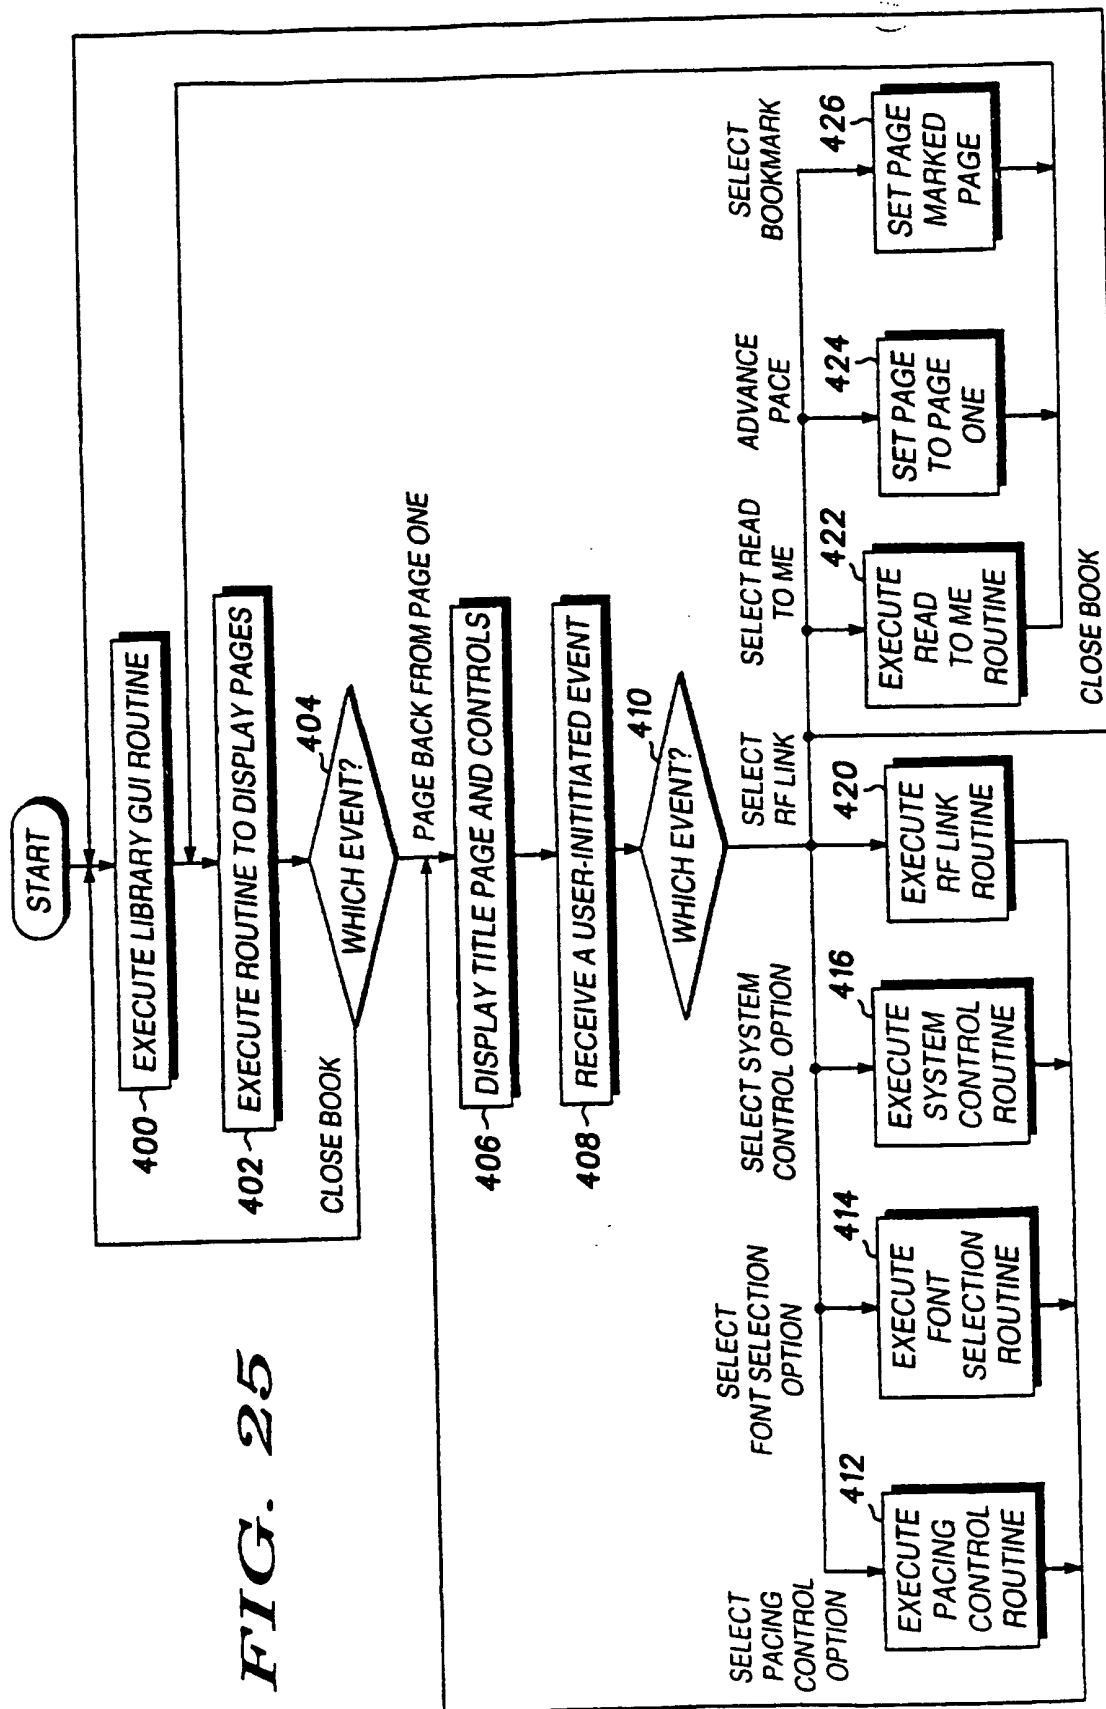 START
EXECUTE LIBRARY GUI ROUTINE
400
EXECUTE ROUTINE TO DISPLAY PAGES
402
WHICH EVENT?
404
CLOSE BOOK
PAGE BACK FROM PAGE ONE
DISPLAY TITLE PAGE AND CONTROLS
406
RECEIVE A USER-INITITIATED EVENT
408
WHICH EVENT?
410
SELECT
PACING
CONTROL
OPTION
412
EXECUTE
PACING
CONTROL
ROUTINE
SELECT
FONT SELECTION
OPTION
414
EXECUTE
FONT
SELECTION
ROUTINE
SELECT SYSTEM
CONTROL OPTION
416
EXECUTE
SYSTEM
CONTROL
ROUTINE
SELECT
RF LINK
420
EXECUTE
RF LINK
ROUTINE
SELECT READ
TO ME
422
EXECUTE
READ
TO ME
ROUTINE
ADVANCE
PACE
424
SET PAGE
TO PAGE
ONE
SELECT
BOOKMARK
426
SET PAGE
MARKED
PAGE
CLOSE BOOK
FIG. 25